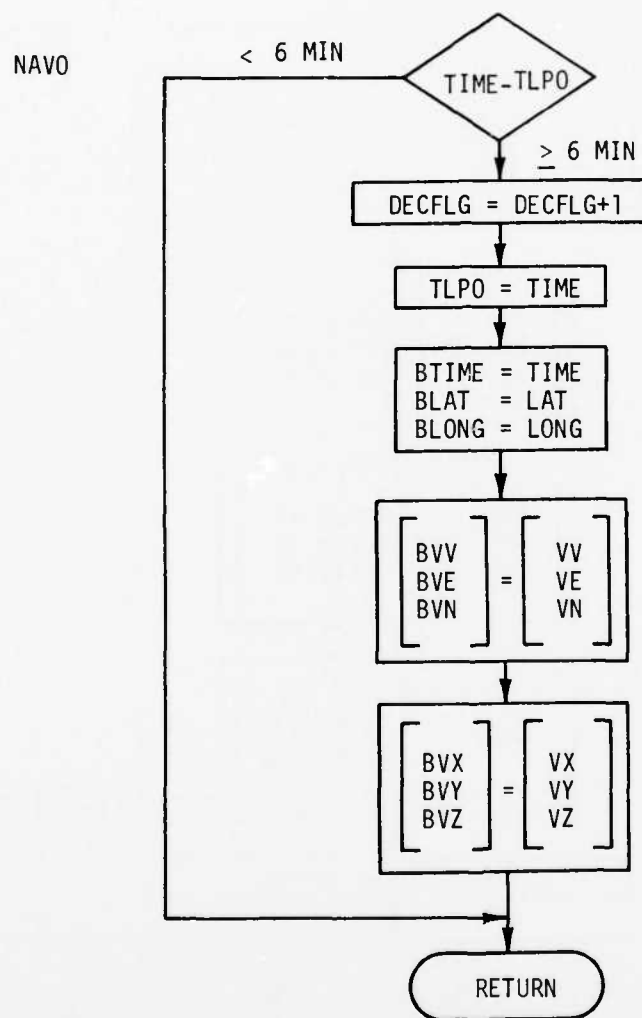 NAVO
< 6 MIN
TIME-TLPO
≥ 6 MIN
DECFLG = DECFLG+1
TLPO = TIME
BTIME = TIME
BLAT = LAT
BLONG = LONG
BVV VV
BVE = VE
BVN VN
BVX VX
BVY = VY
BVZ VZ
RETURN